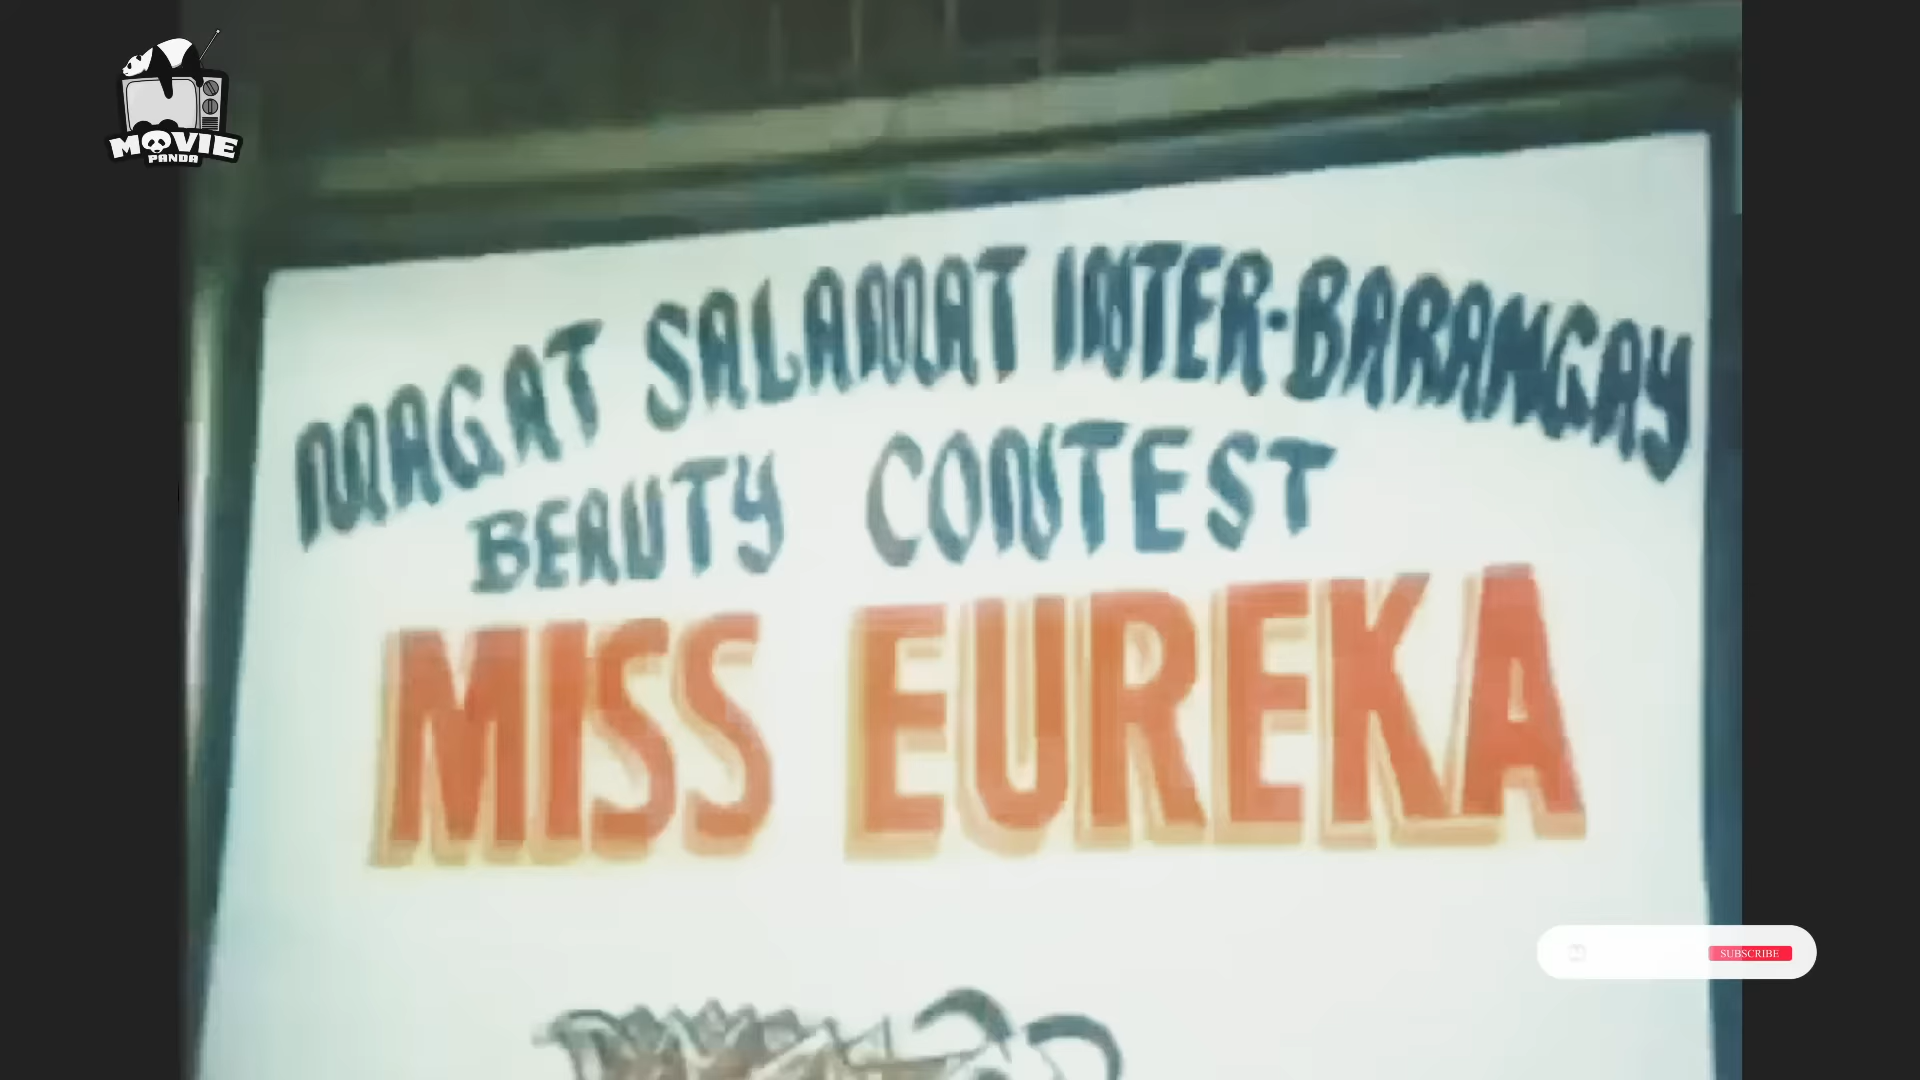 MOVIE
PANDA
MAGAT SALAMAT INTER-BARANGAY
BEAUTY CONTEST
MISS EUREKA
SUBSCRIBE